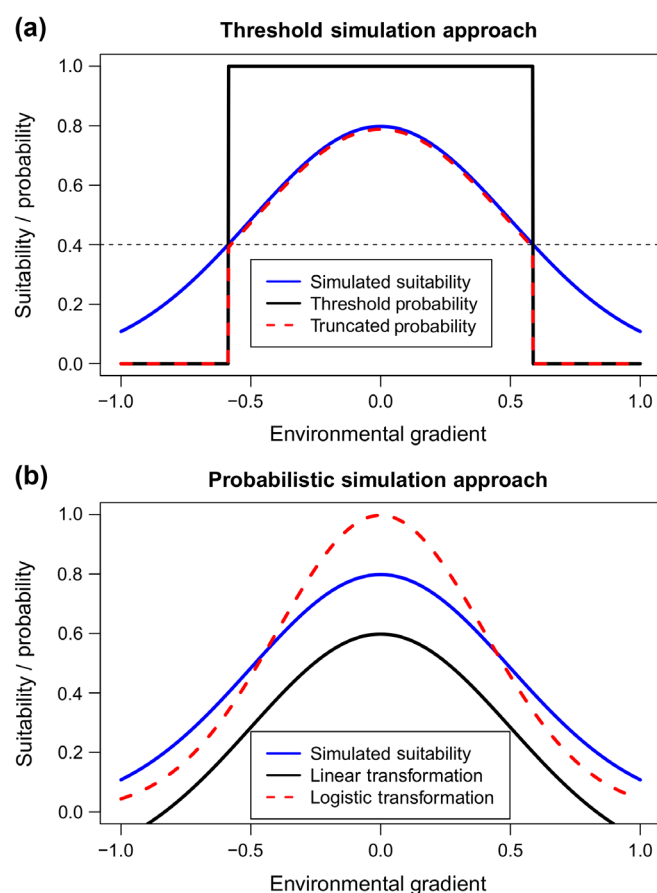 (a)
Threshold simulation approach
Suitability / probability
1.0
0.8
0.6
0.4
0.2
0.0
Simulated suitability
Threshold probability
Truncated probability
−1.0 −0.5 0.0 0.5 1.0
Environmental gradient
(b)
Probabilistic simulation approach
Suitability / probability
1.0
0.8
0.6
0.4
0.2
0.0
Simulated suitability
Linear transformation
Logistic transformation
−1.0 −0.5 0.0 0.5 1.0
Environmental gradient